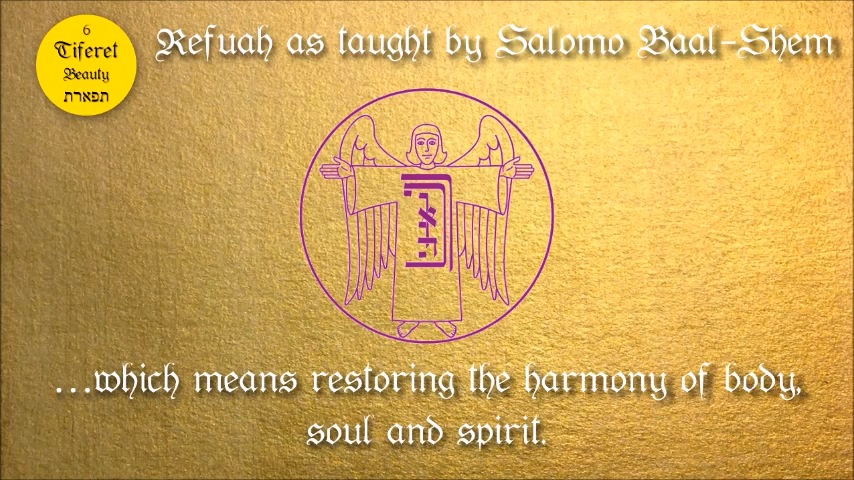 6
Tiferet
Beauty
תפארת
Refuah as taught by Salomo Baal-Shem
...which means restoring the harmony of body,
soul and spirit.